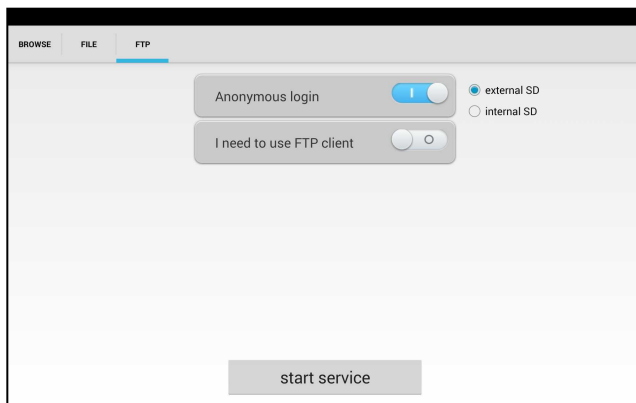 BROWSE FILE FTP
Anonymous login
external SD
internal SD
I need to use FTP client
start service